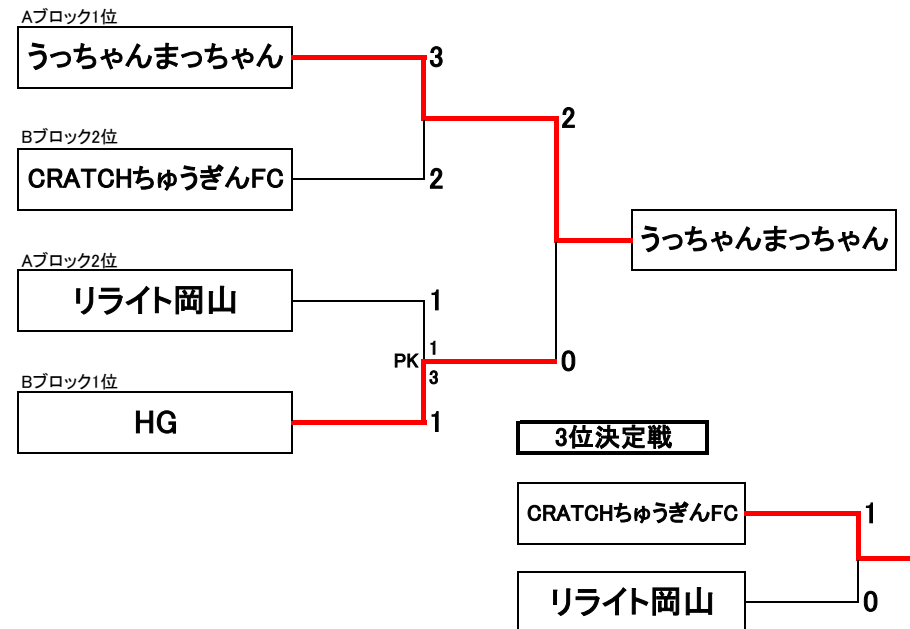 Aブロック1位
うっちゃんまっちゃん
3
2
Bブロック2位
CRATCHちゅうぎんFC
2
うっちゃんまっちゃん
Aブロック2位
リライト岡山
1
PK
1
3
0
Bブロック1位
HG
1
3位決定戦
CRATCHちゅうぎんFC
1
リライト岡山
0